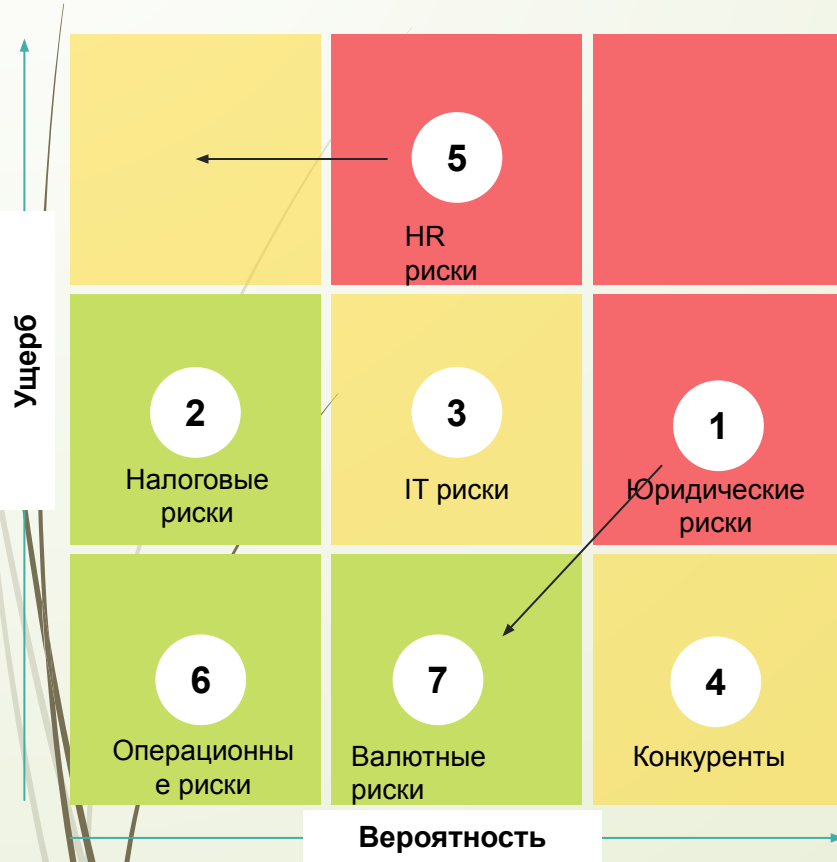 5
HR
риски
Ущерб
2
Налоговые
риски
3
IT риски
1
Юридические
риски
6
Операционны
е риски
7
Валютные
риски
4
Конкуренты
Вероятность